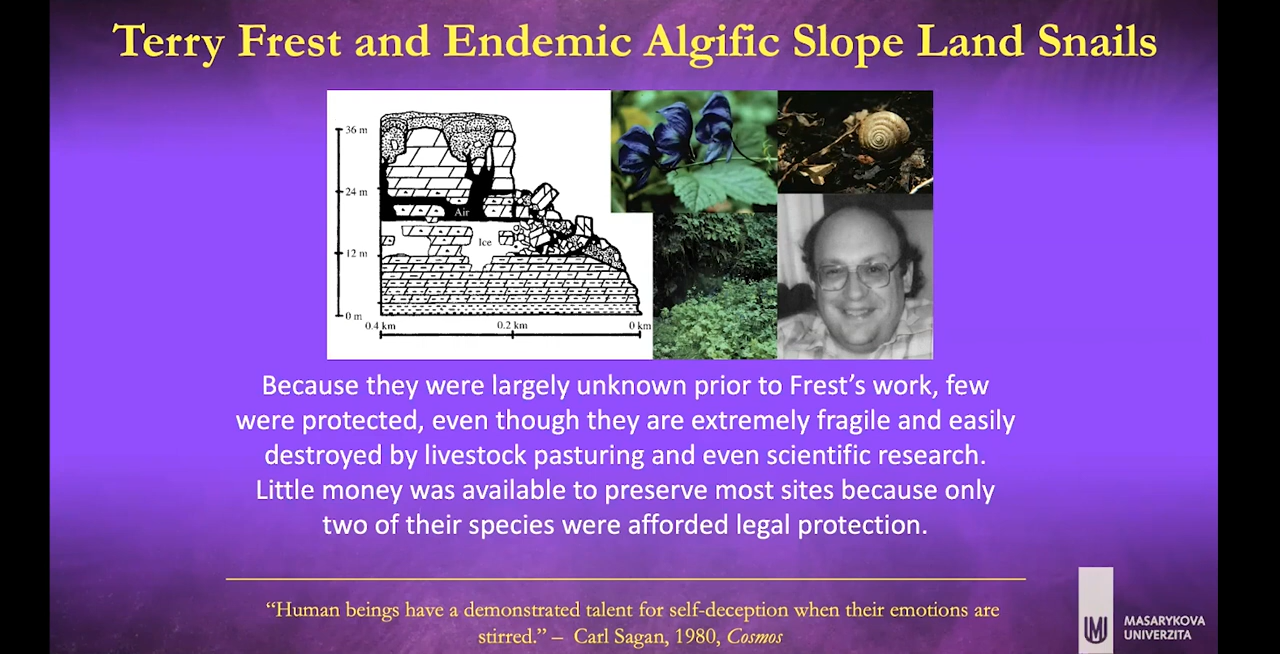 Terry Frest and Endemic Algific Slope Land Snails
36 m
24 m
12 m
0 m
Air
Ice
0.4 km
0.2 km
0 km
Because they were largely unknown prior to Frest’s work, few
were protected, even though they are extremely fragile and easily
destroyed by livestock pasturing and even scientific research.
Little money was available to preserve most sites because only
two of their species were afforded legal protection.
“Human beings have a demonstrated talent for self-deception when their emotions are
stirred.” – Carl Sagan, 1980, Cosmos
MASARYKOVA
UNIVERZITA